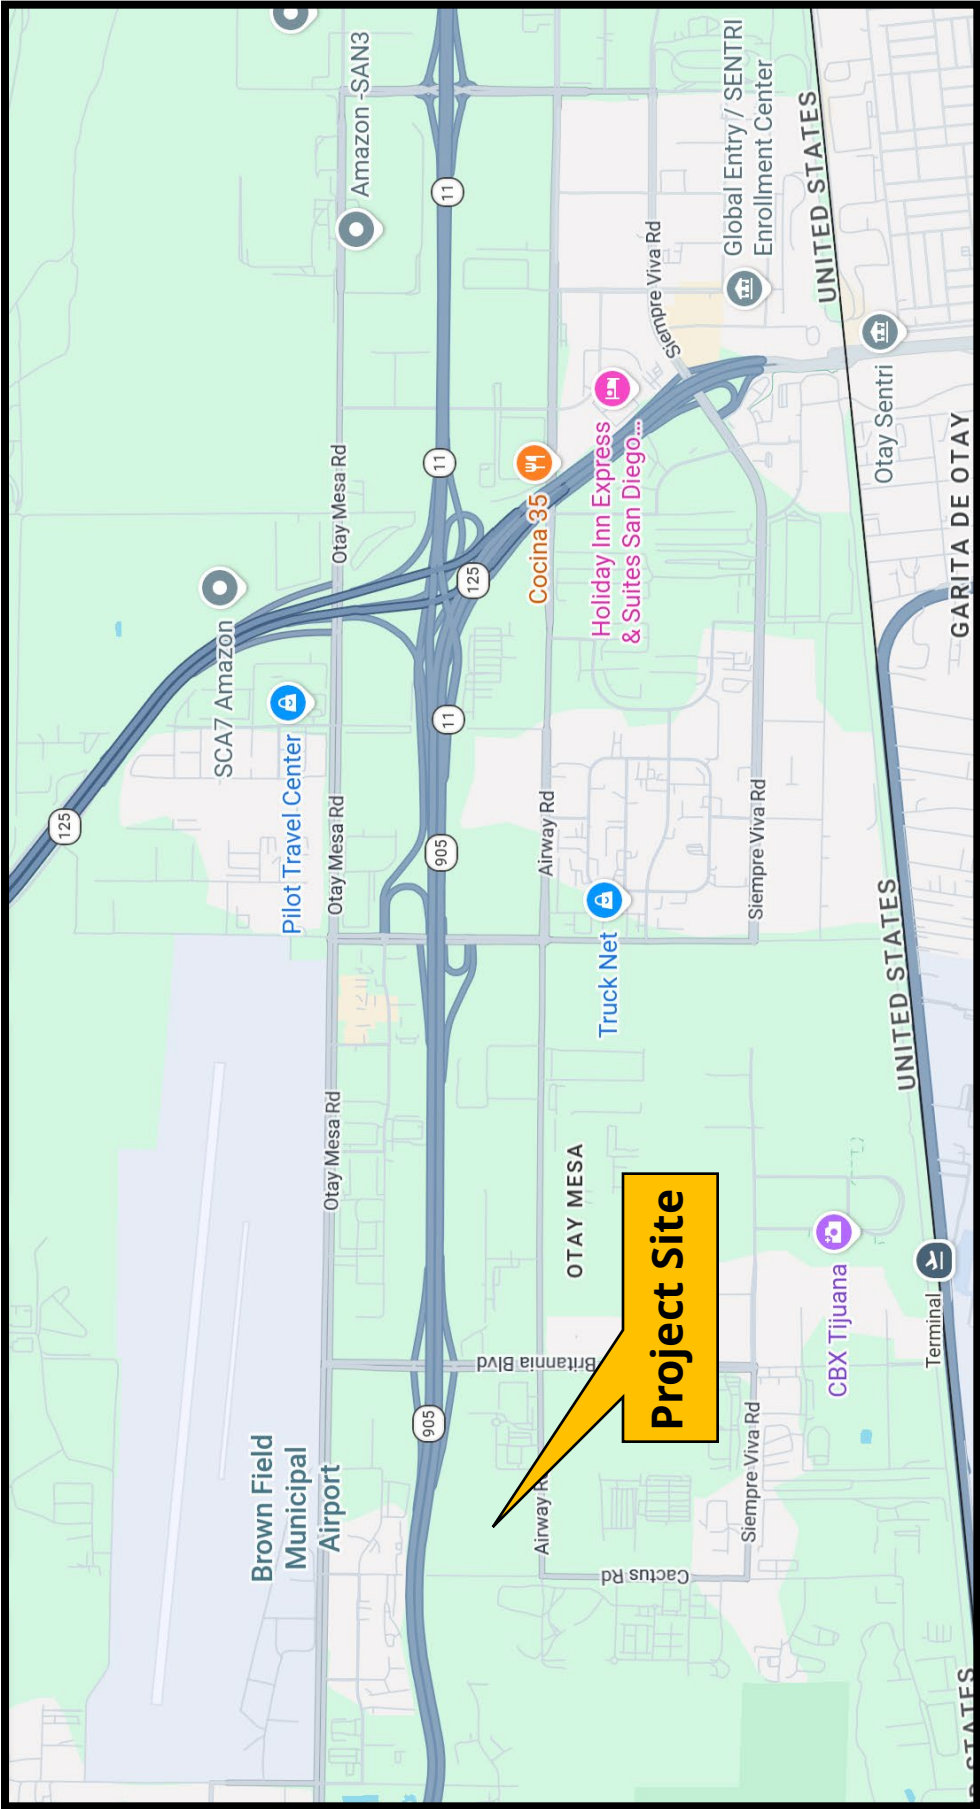 125
SCA7 Amazon
Brown Field
Municipal
Airport
Pilot Travel Center
Amazon -SAN3
Otay Mesa Rd
Otay Mesa Rd
Otay Mesa Rd
905
905
11
11
11
125
Britannia Blvd
Airway R
Airway Rd
Cocina 35
OTAY MESA
Truck Net
Holiday Inn Express
& Suites San Diego...
Cactus Rd
Project Site
Siempre Viva Rd
Siempre Viva Rd
Siempre Viva Rd
Global Entry / SENTRI
Enrollment Center
CBX Tijuana
UNITED STATES
UNITED STATES
Otay Sentri
Terminal
GARITA DE OTAY
STATES